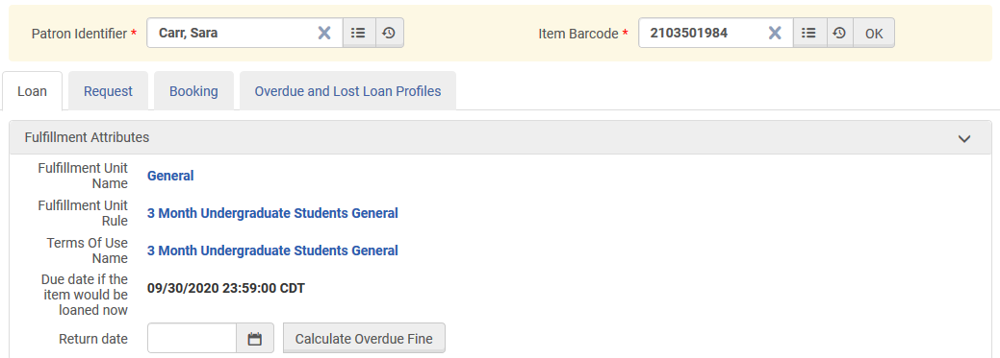 Patron Identifier * Carr, Sara Item Barcode * 2103501984 OK
Loan Request Booking Overdue and Lost Loan Profiles
Fulfillment Attributes
Fulfillment Unit
Name
General
Fulfillment Unit
Rule
3 Month Undergraduate Students General
Terms Of Use
Name
3 Month Undergraduate Students General
Due date if the
item would be
loaned now
09/30/2020 23:59:00 CDT
Return date Calculate Overdue Fine